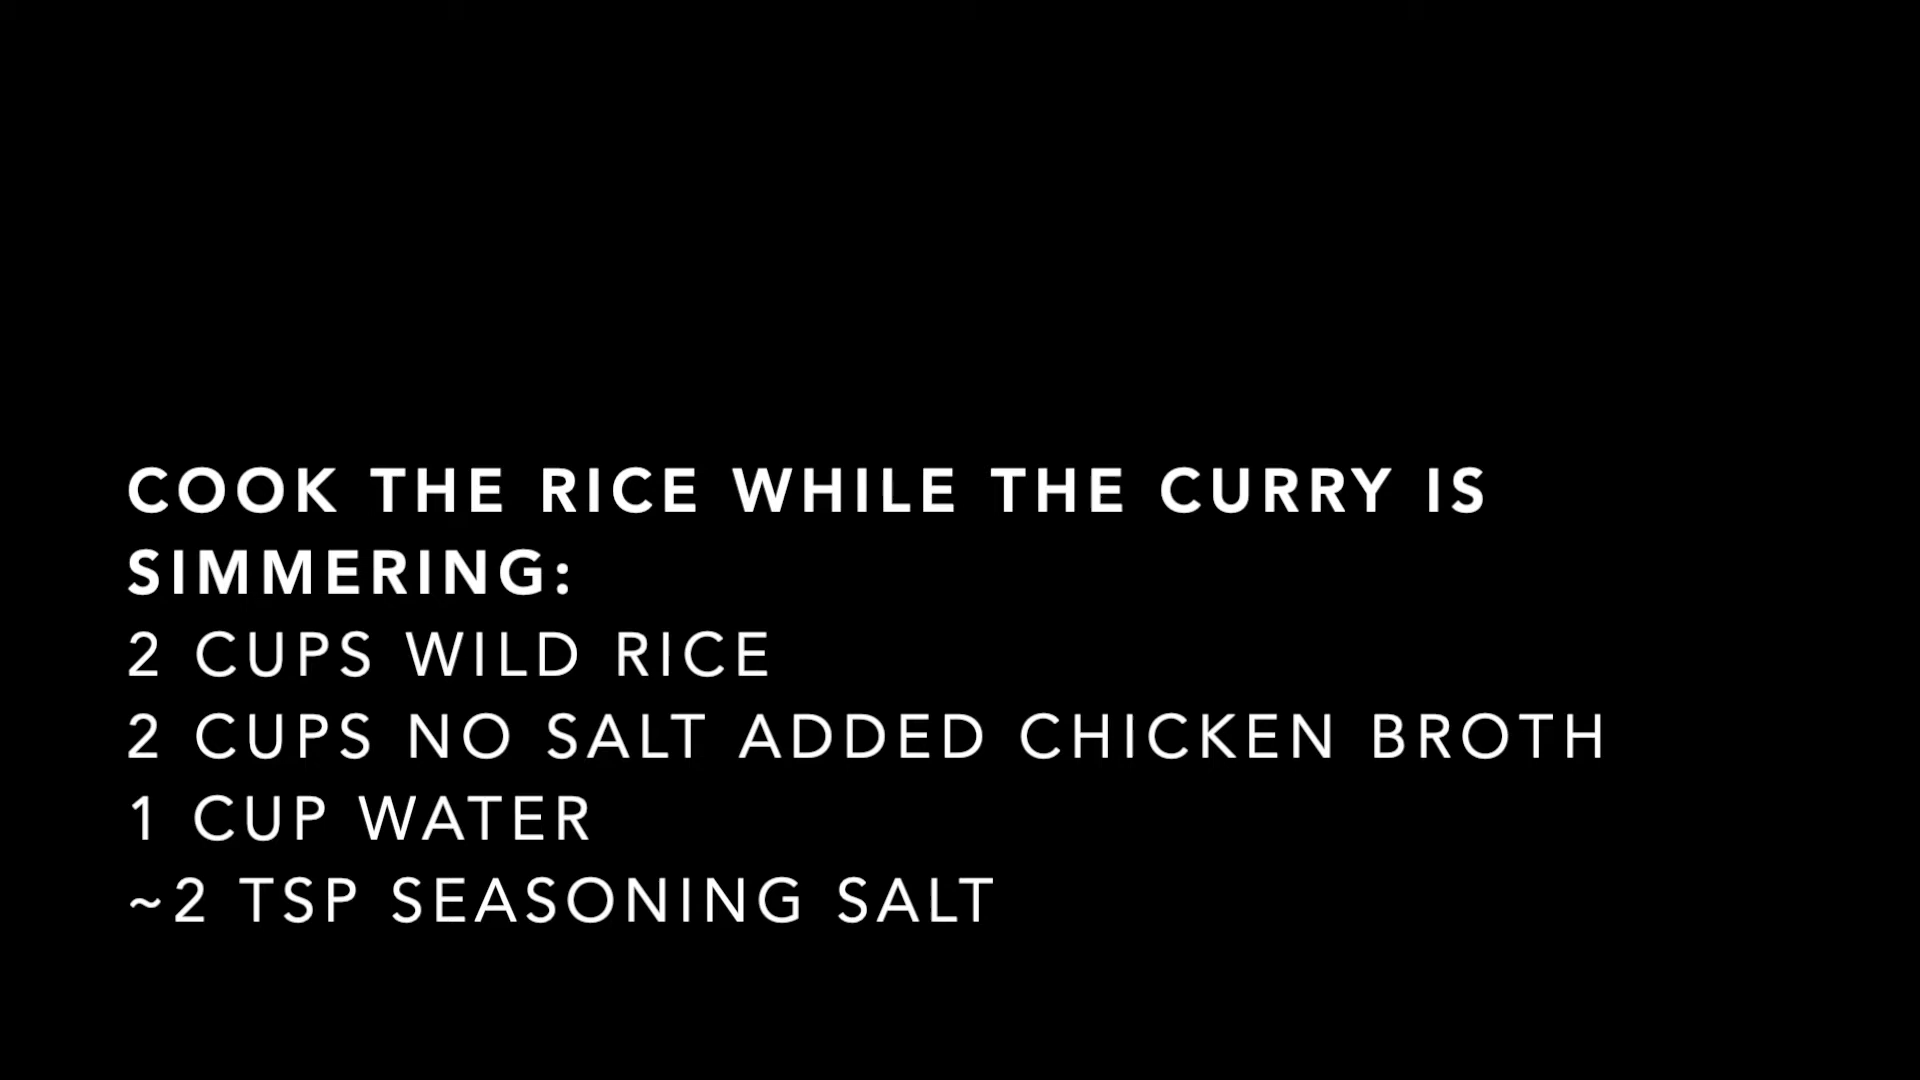 COOK THE RICE WHILE THE CURRY IS
SIMMERING:
2 CUPS WILD RICE
2 CUPS NO SALT ADDED CHICKEN BROTH
1 CUP WATER
~2 TSP SEASONING SALT